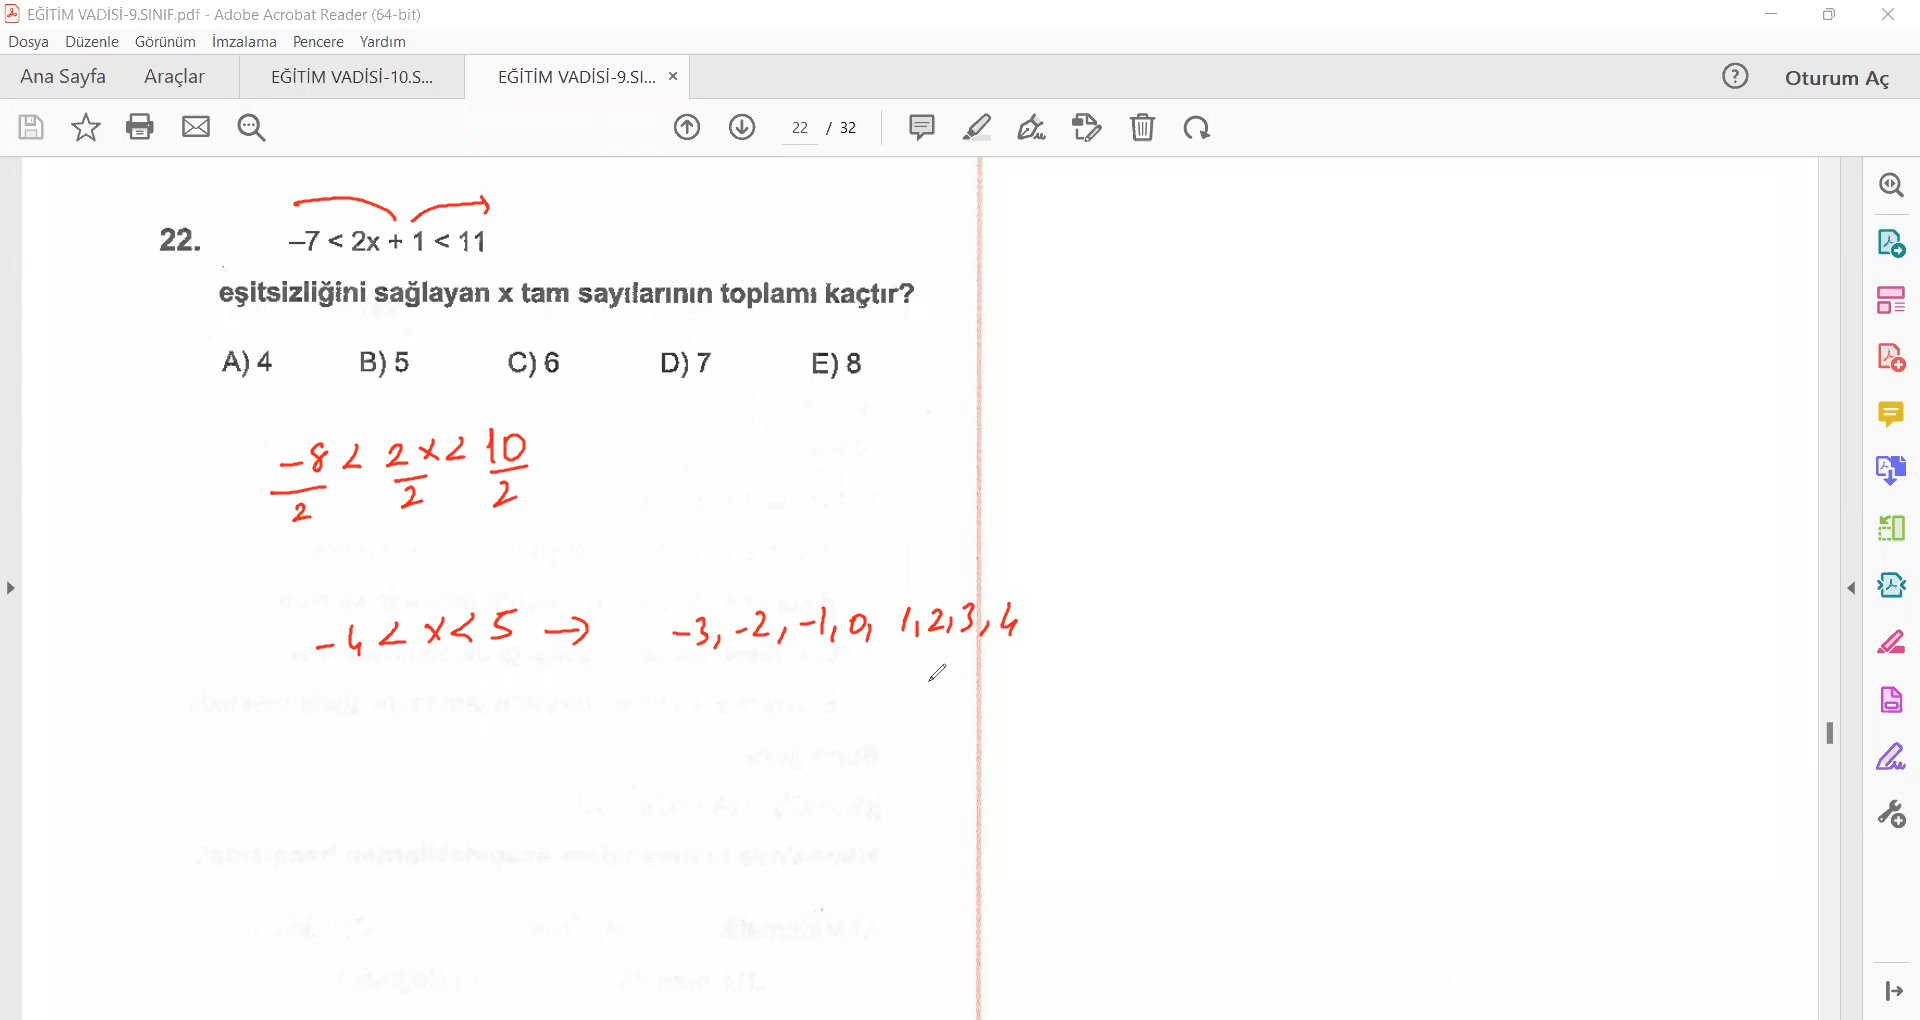 EĞİTİM VADİSİ-9.SINIF.pdf - Adobe Acrobat Reader (64-bit)
Dosya Düzenle Görünüm İmzalama Pencere Yardım
Ana Sayfa Araçlar EĞİTİM VADİSİ-10.S... EĞİTİM VADİSİ-9.SI... × Oturum Aç
22 / 32
22. –7 < 2x + 1 < 11
eşitsizliğini sağlayan x tam sayılarının toplamı kaçtır?
A) 4 B) 5 C) 6 D) 7 E) 8
-8 < 2x < 10
2 2 2
-4 < x < 5 → -3, -2, -1, 0, 1, 2, 3, 4